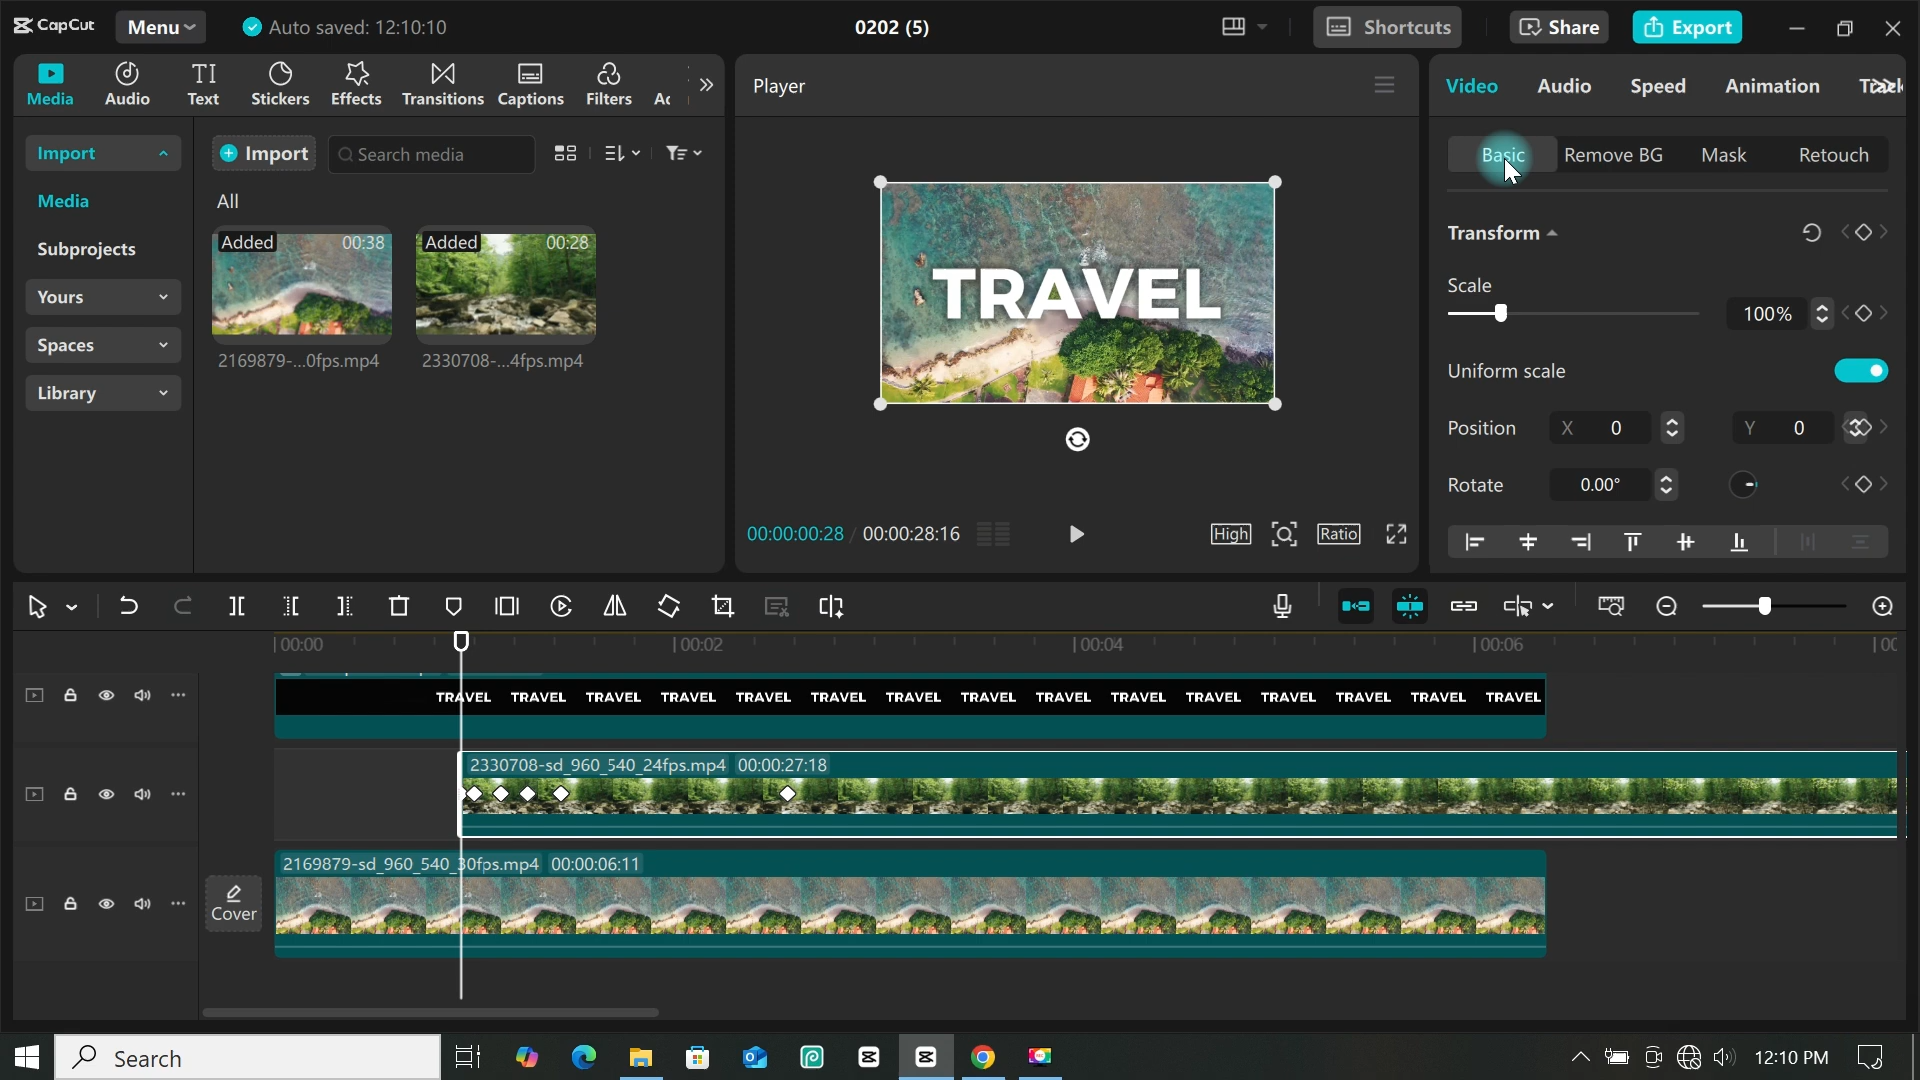 CapCut
Menu
Auto saved: 12:10:10
0202 (5)
Shortcuts
Share
Export
Media
Audio
Text
Stickers
Effects
Transitions
Captions
Filters
Player
Video
Audio
Speed
Animation
Import
Media
Subprojects
Yours
Spaces
Library
Import
Search media
All
Added
00:38
Added
00:28
2169879-...0fps.mp4
2330708-...4fps.mp4
TRAVEL
00:00:00:28 / 00:00:28:16
High
Ratio
Basic
Remove BG
Mask
Retouch
Transform
Scale
100%
Uniform scale
Position
X 0
Y 0
Rotate
0.00°
00:00
00:02
00:04
00:06
TRAVEL TRAVEL TRAVEL TRAVEL TRAVEL TRAVEL TRAVEL TRAVEL TRAVEL TRAVEL TRAVEL TRAVEL TRAVEL TRAVEL TRAVEL
2330708-sd_960_540_24fps.mp4 00:00:27:18
2169879-sd_960_540_30fps.mp4 00:00:06:11
Cover
Search
12:10 PM